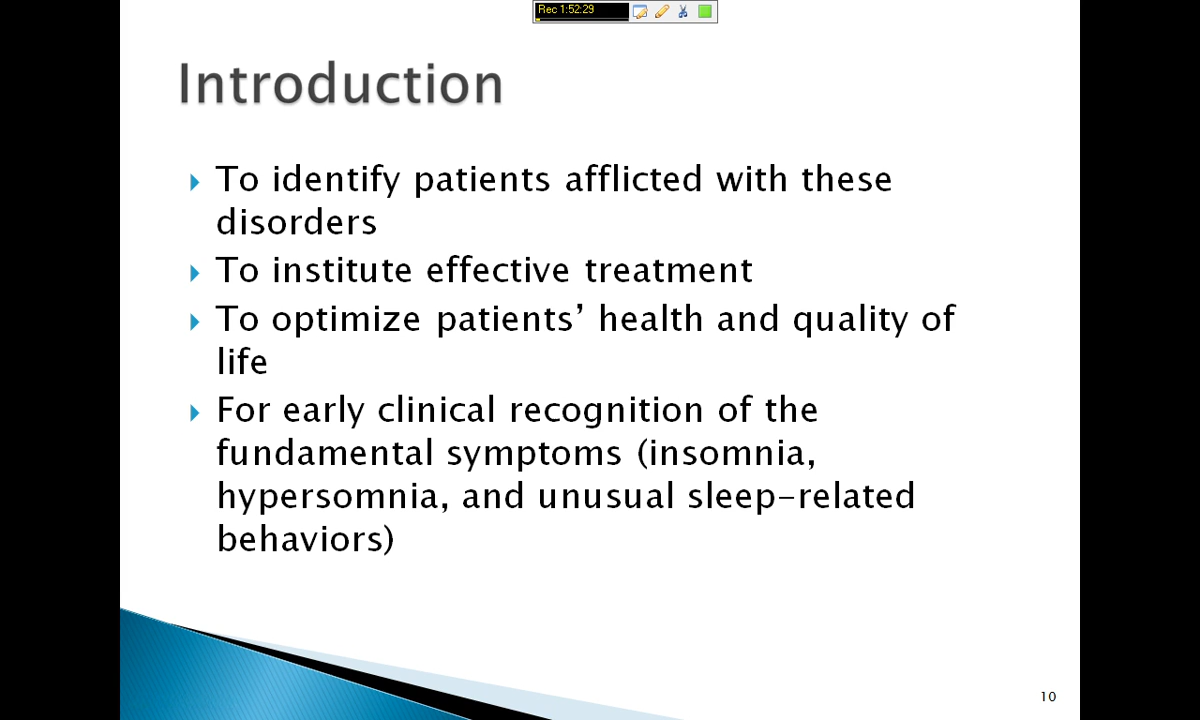 Rec 1:52:29
Introduction
To identify patients afflicted with these
disorders
To institute effective treatment
To optimize patients’ health and quality of
life
For early clinical recognition of the
fundamental symptoms (insomnia,
hypersomnia, and unusual sleep-related
behaviors)
10